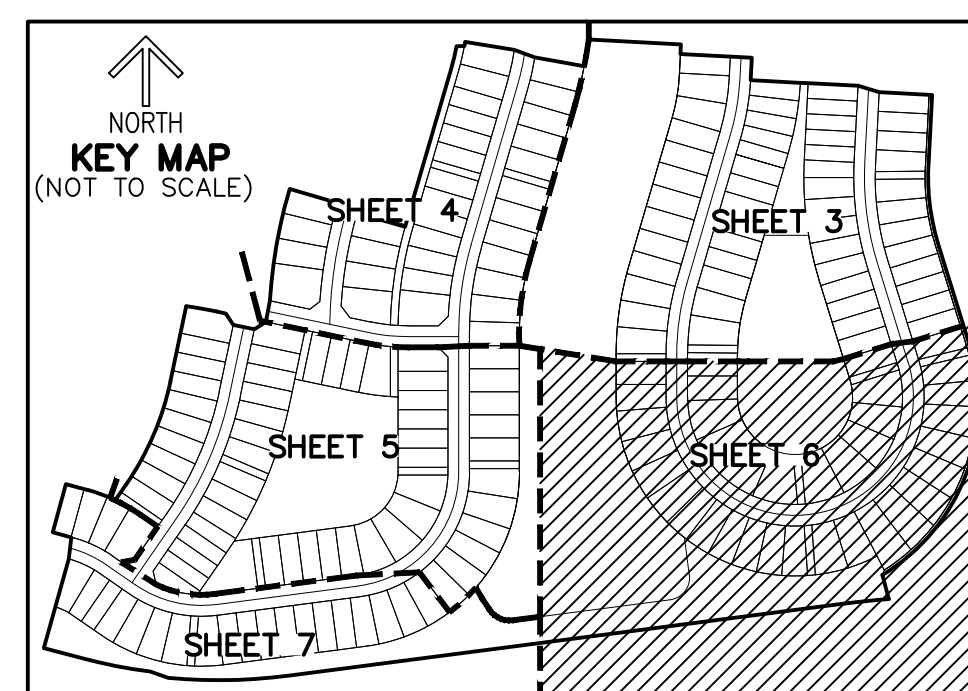 NORTH
KEY MAP
(NOT TO SCALE)
SHEET 4
SHEET 3
SHEET 5
SHEET 6
SHEET 7